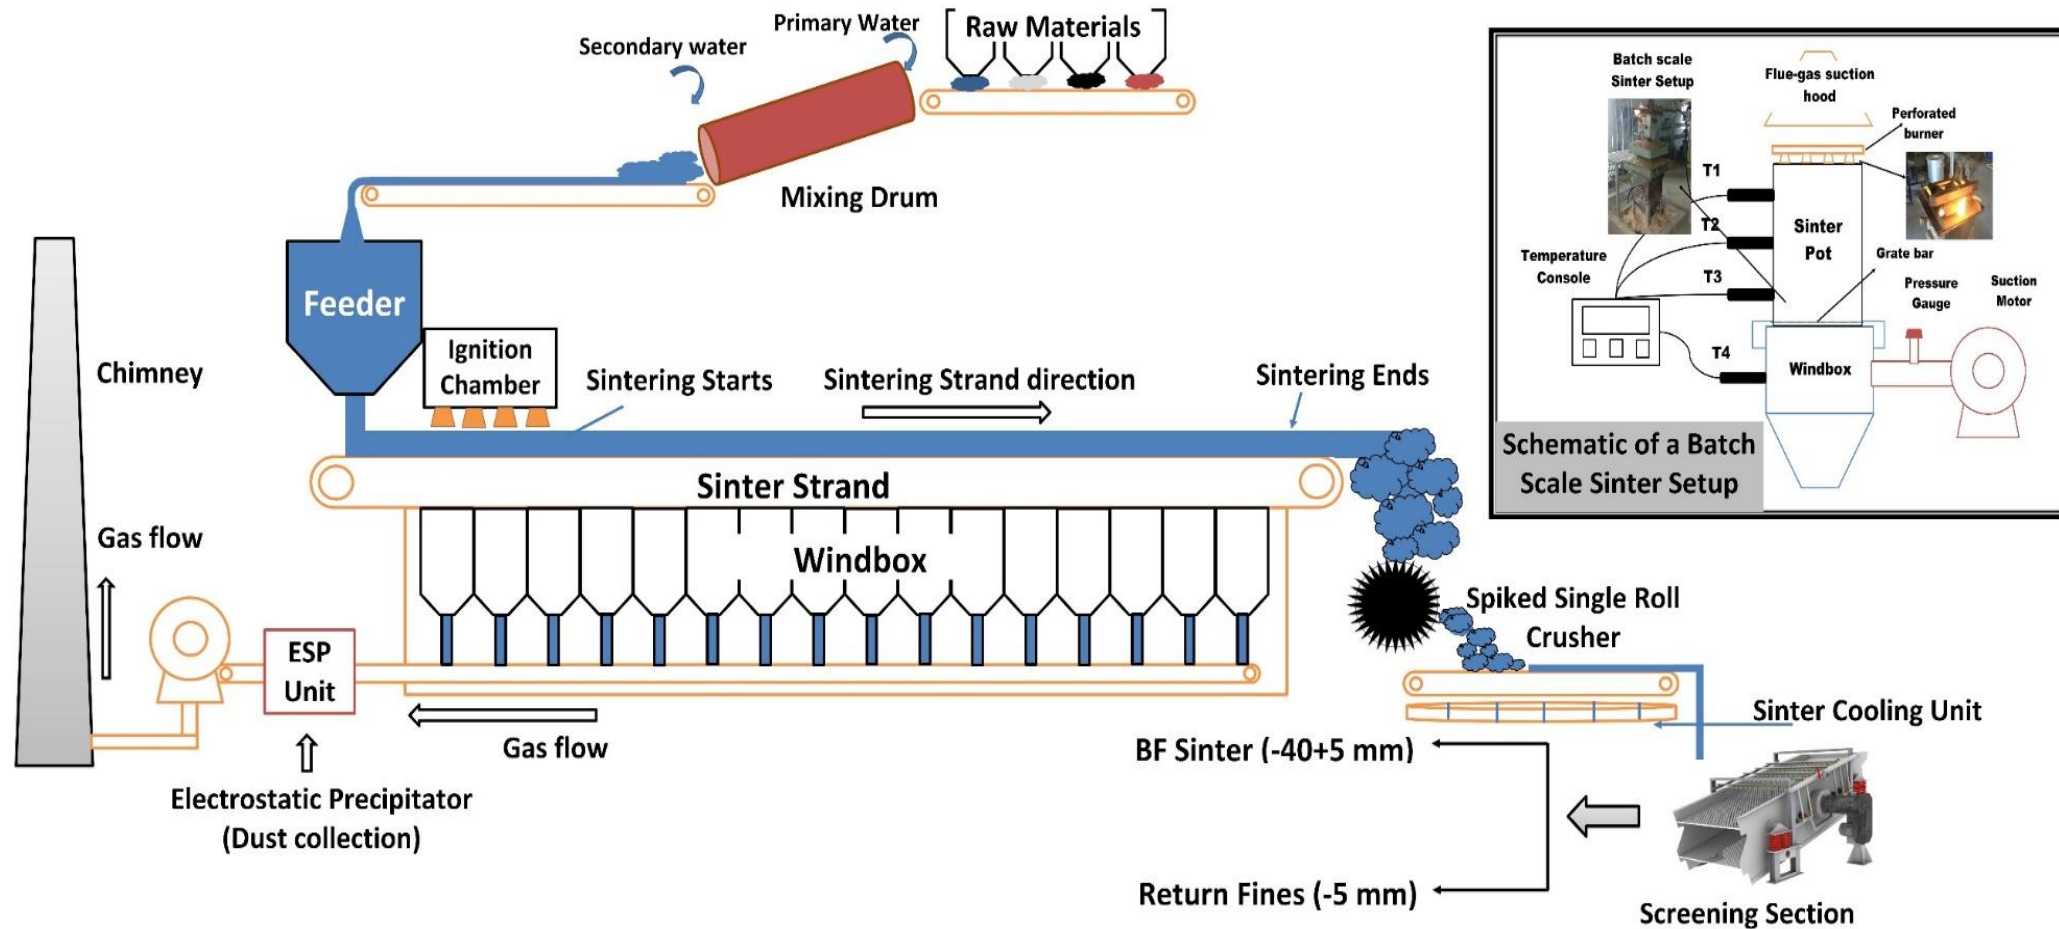 Primary Water
Secondary water
Raw Materials
Mixing Drum
Feeder
Ignition
Chamber
Chimney
Sintering Starts
Sintering Strand direction
Sintering Ends
Sinter Strand
Windbox
Gas flow
Spiked Single Roll
Crusher
ESP
Unit
Gas flow
Sinter Cooling Unit
Electrostatic Precipitator
(Dust collection)
BF Sinter (-40+5 mm)
Return Fines (-5 mm)
Screening Section
Batch scale
Sinter Setup
Flue-gas suction
hood
Perforated
burner
T1
T2
T3
T4
Sinter
Pot
Temperature
Console
Grate bar
Pressure
Gauge
Suction
Motor
Windbox
Schematic of a Batch
Scale Sinter Setup